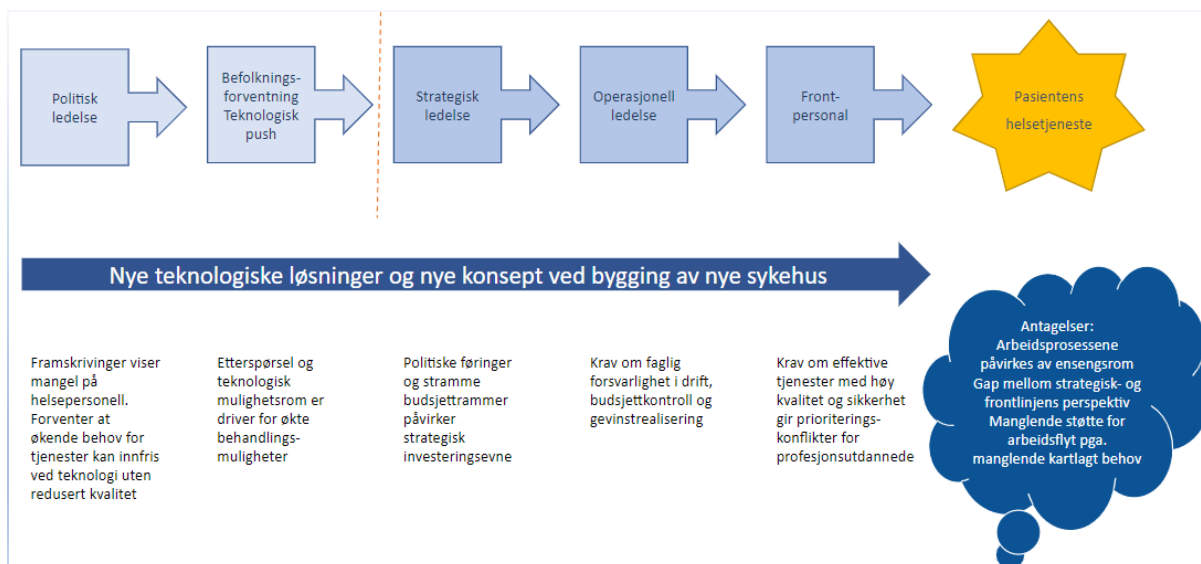 Politisk
ledelse
Befolknings-
forventning
Teknologisk
push
Strategisk
ledelse
Operasjonell
ledelse
Front-
personal
Pasientens
helsetjeneste
Nye teknologiske løsninger og nye konsept ved bygging av nye sykehus
Framskrivinger viser
mangel på
helsepersonell.
Forventer at
økende behov for
tjenester kan innfris
ved teknologi uten
redusert kvalitet
Etterspørsel og
teknologisk
mulighetsrom er
driver for økte
behandlings-
muligheter
Politiske føringer
og stramme
budsjettrammer
påvirker
strategisk
investeringsevne
Krav om faglig
forsvarlighet i drift,
budsjettkontroll og
gevinstrealisering
Krav om effektive
tjenester med høy
kvalitet og sikkerhet
gir prioriterings-
konflikter for
profesjonsutdannede
Antagelser:
Arbeidsprosessene
påvirkes av ensengsrom
Gap mellom strategisk- og
frontlinjens perspektiv
Manglende støtte for
arbeidsflyt pga.
manglende kartlagt behov